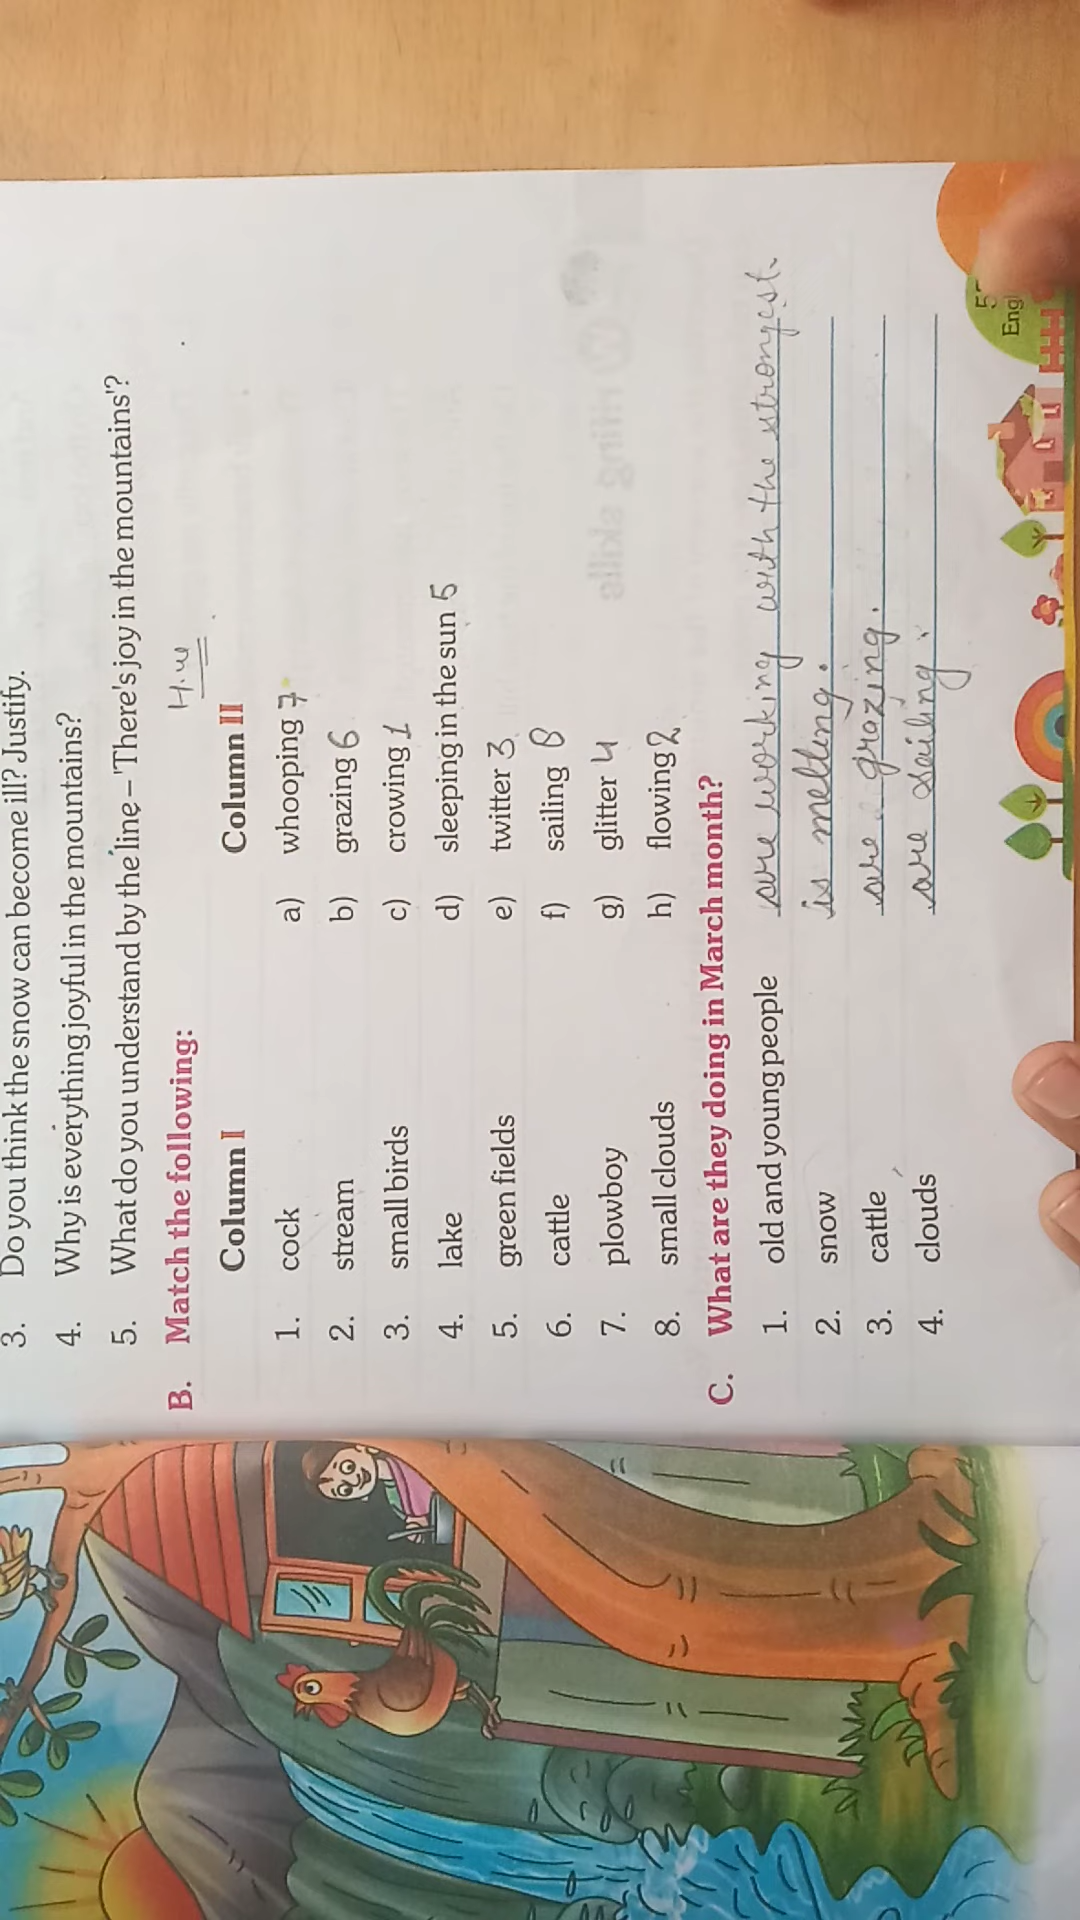 3. Do you think the snow can become ill? Justify.
4. Why is everything joyful in the mountains?
5. What do you understand by the line – 'There's joy in the mountains'?
B. Match the following: H.w
Column I Column II
1. cock a) whooping 7
2. stream b) grazing 6
3. small birds c) crowing 1
4. lake d) sleeping in the sun 5
5. green fields e) twitter 3
6. cattle f) sailing 8
7. plowboy g) glitter 4
8. small clouds h) flowing 2
C. What are they doing in March month?
1. old and young people are working with the strongest.
2. snow is melting.
3. cattle are grazing.
4. clouds are sailing.